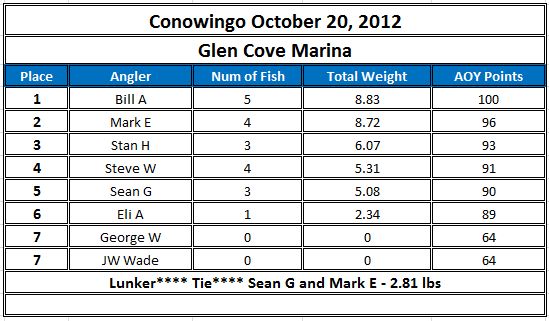 Conowingo October 20, 2012
Glen Cove Marina
Place Angler Num of Fish Total Weight AOY Points
1 Bill A 5 8.83 100
2 Mark E 4 8.72 96
3 Stan H 3 6.07 93
4 Steve W 4 5.31 91
5 Sean G 3 5.08 90
6 Eli A 1 2.34 89
7 George W 0 0 64
7 JW Wade 0 0 64
Lunker**** Tie**** Sean G and Mark E - 2.81 lbs